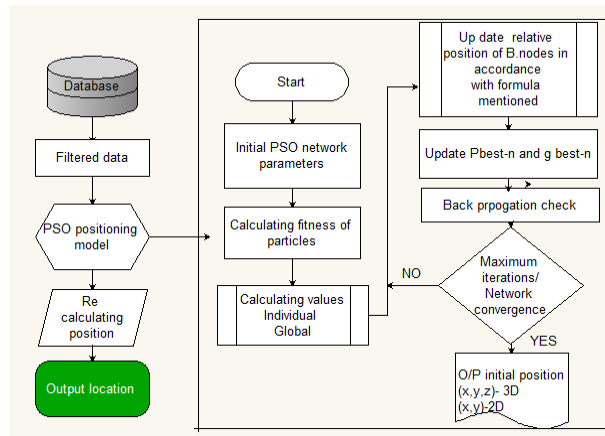 Database
Filtered data
PSO positioning
model
Re
calculating
position
Output location
Start
Initial PSO network
parameters
Calculating fitness of
particles
Calculating values
Individual
Global
Up date relative
position of B.nodes in
accordance
with formula
mentioned
Update Pbest-n and g best-n
Back prpogation check
Maximum
iterations/
Network
convergence
NO
YES
O/P initial position
(x,y,z)- 3D
(x,y)-2D